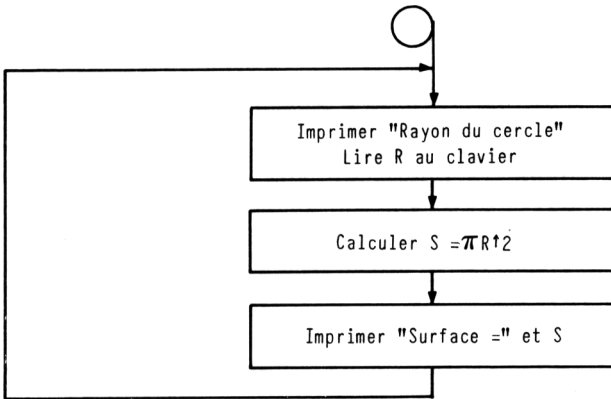 Imprimer "Rayon du cercle"
Lire R au clavier
Calculer S =πR↑2
Imprimer "Surface =" et S